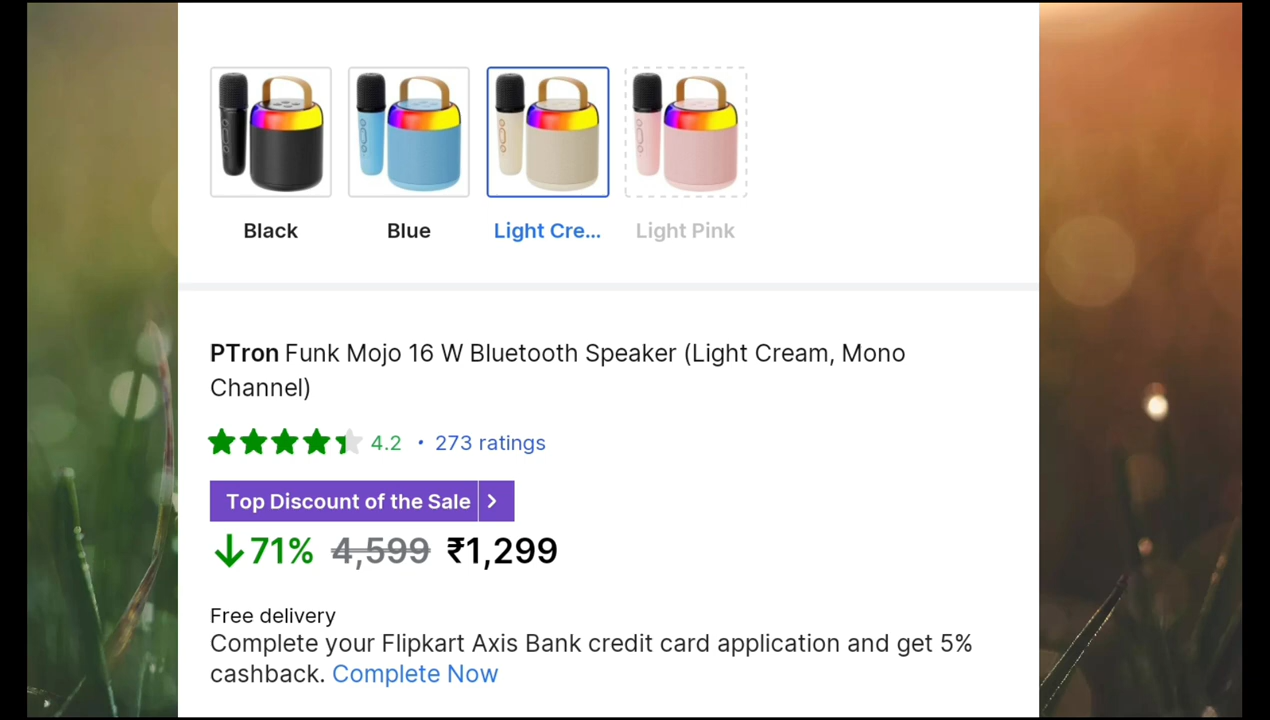 Black Blue Light Cre... Light Pink
PTron Funk Mojo 16 W Bluetooth Speaker (Light Cream, Mono
Channel)
4.2 • 273 ratings
Top Discount of the Sale >
↓71% 4,599 ₹1,299
Free delivery
Complete your Flipkart Axis Bank credit card application and get 5%
cashback. Complete Now